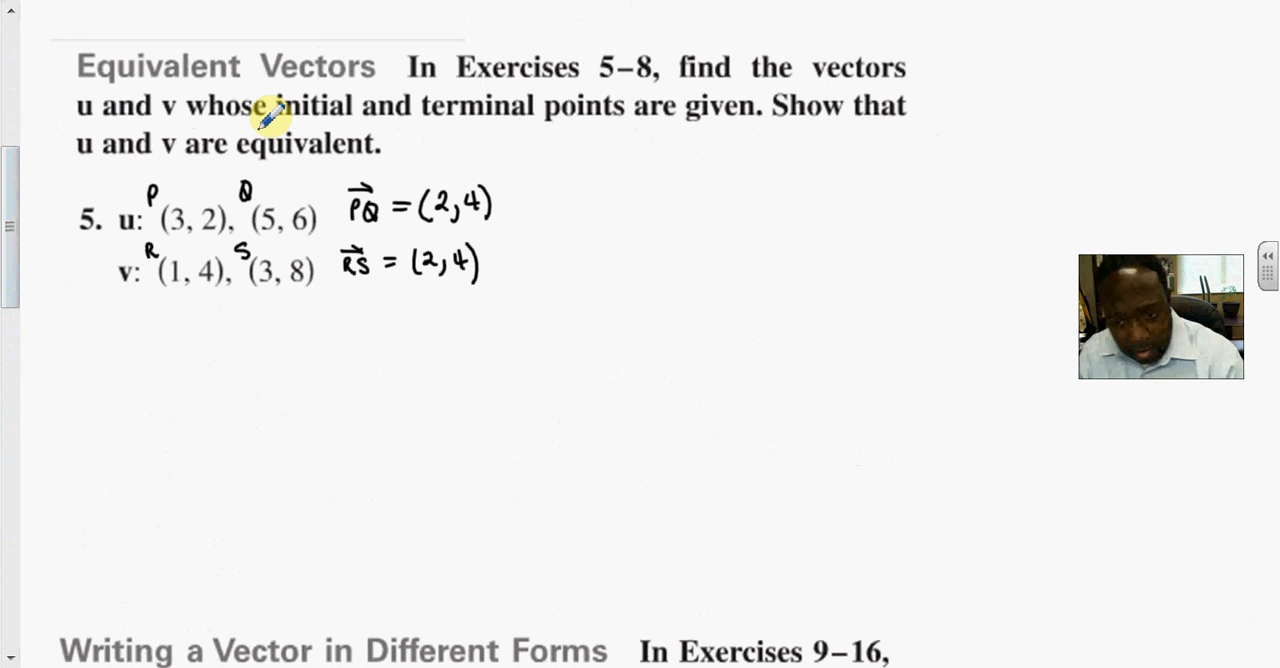 Equivalent Vectors In Exercises 5–8, find the vectors
u and v whose initial and terminal points are given. Show that
u and v are equivalent.
P Q
5. u: (3, 2), (5, 6) PQ = (2,4)
R S
v: (1, 4), (3, 8) RS = (2,4)
Writing a Vector in Different Forms In Exercises 9–16,